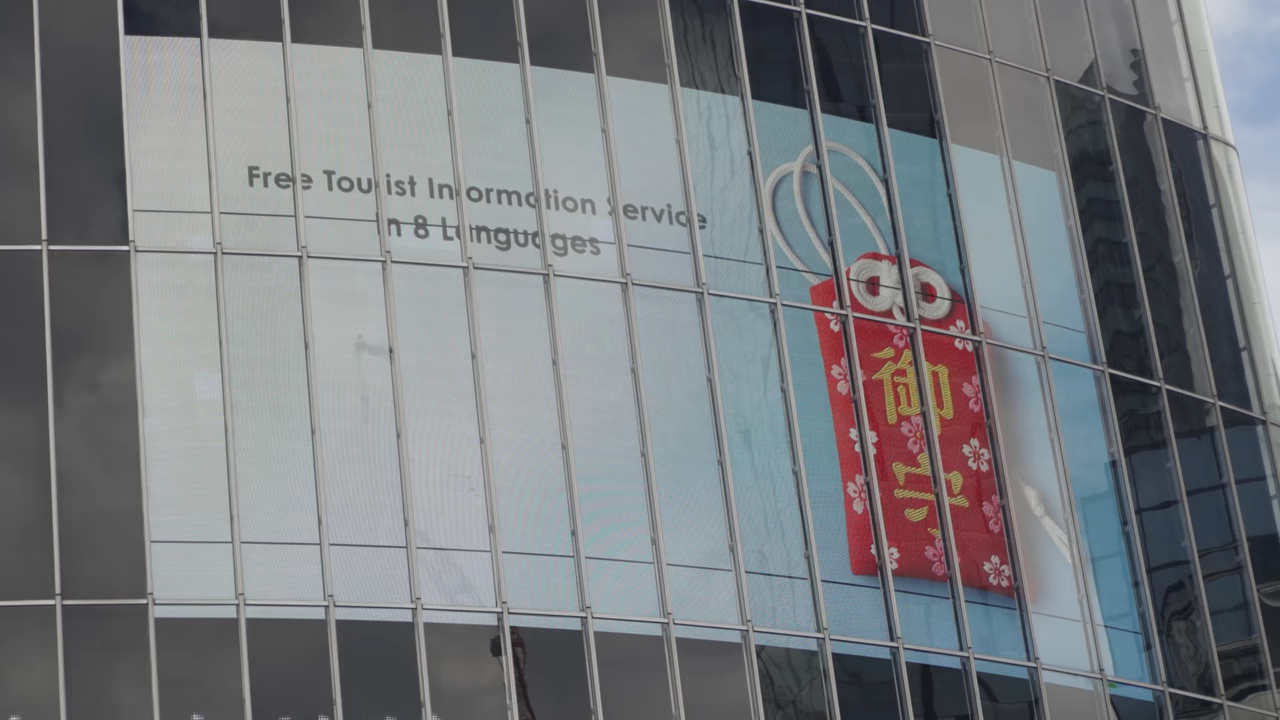 Free Tourist Information Service
in 8 Languages
御守